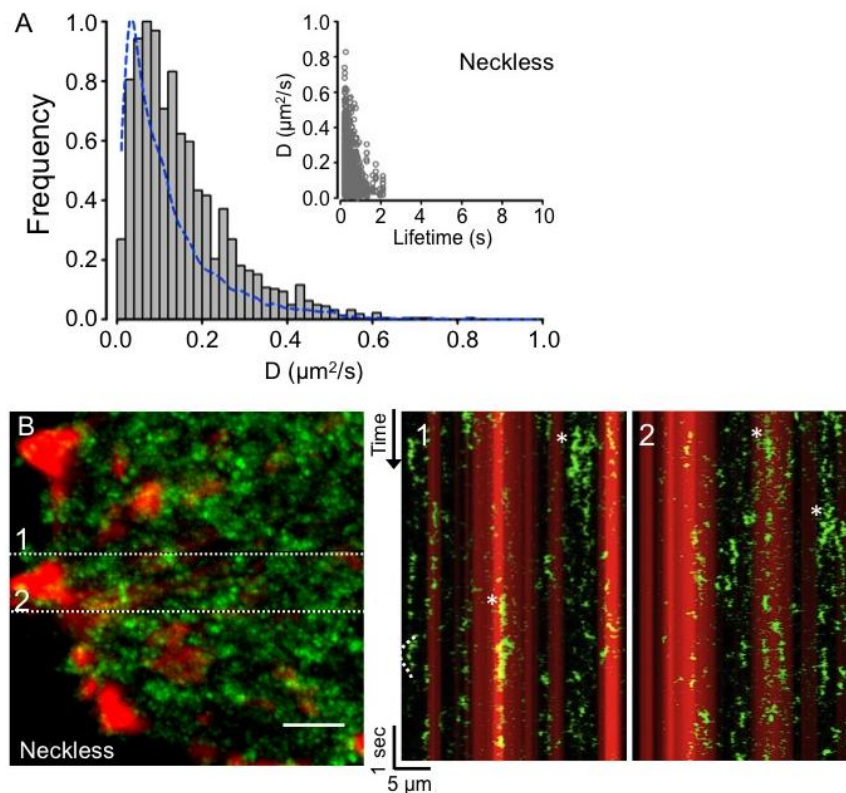 A
Frequency
1.0
0.8
0.6
0.4
0.2
0.0
0.0 0.2 0.4 0.6 0.8 1.0
D (µm²/s)
Neckless
D (µm²/s)
1.0
0.8
0.6
0.4
0.2
0.0
0 2 4 6 8 10
Lifetime (s)
B
1
2
Neckless
Time
1 sec
5 µm
1
*
*
2
*
*